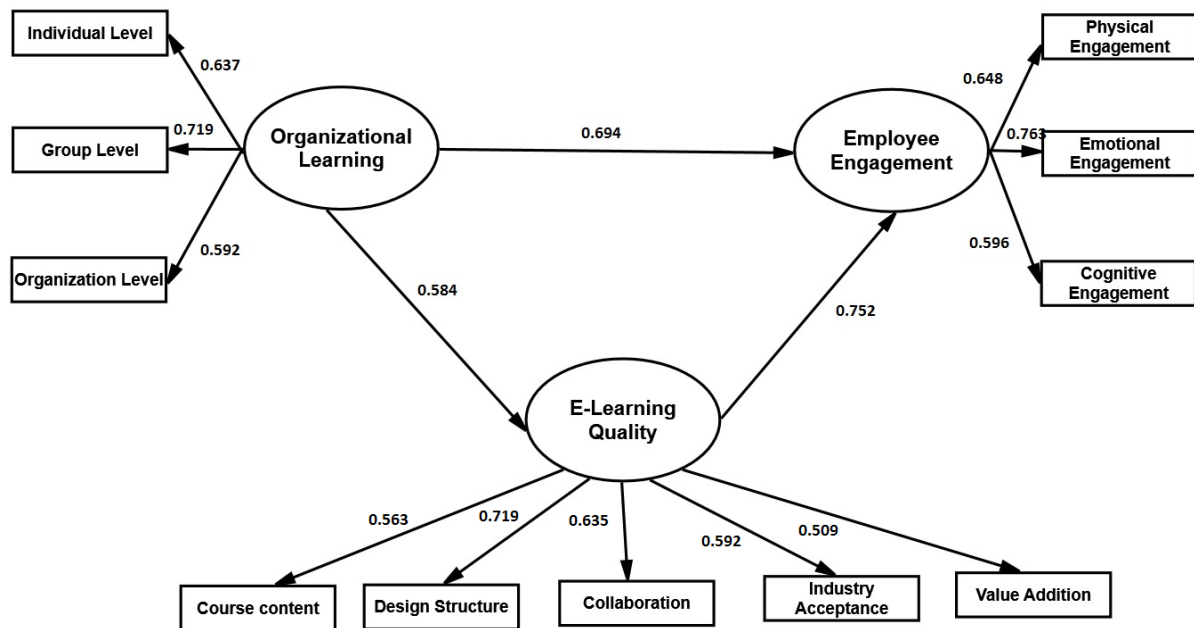 Individual Level
Physical
Engagement
0.637
0.648
Organizational
Learning
Employee
Engagement
Group Level
0.719
0.694
0.763
Emotional
Engagement
0.592
0.596
Organization Level
Cognitive
Engagement
0.584
0.752
E-Learning
Quality
0.563
0.719
0.635
0.592
0.509
Course content
Design Structure
Collaboration
Industry
Acceptance
Value Addition